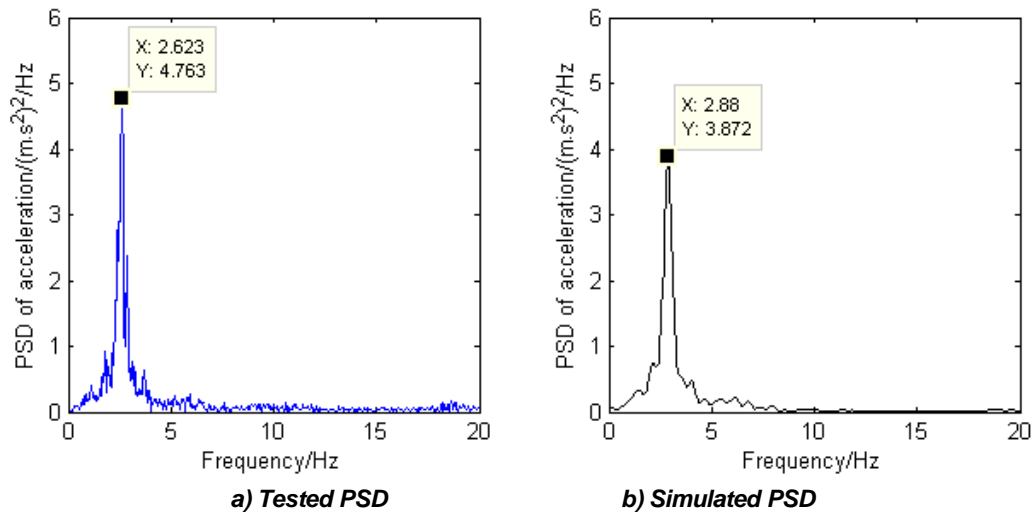 6
5
4
3
2
1
0
PSD of acceleration/(m.s²)²/Hz
X: 2.623
Y: 4.763
0 5 10 15 20
Frequency/Hz
a) Tested PSD
6
5
4
3
2
1
0
PSD of acceleration/(m.s²)²/Hz
X: 2.88
Y: 3.872
0 5 10 15 20
Frequency/Hz
b) Simulated PSD